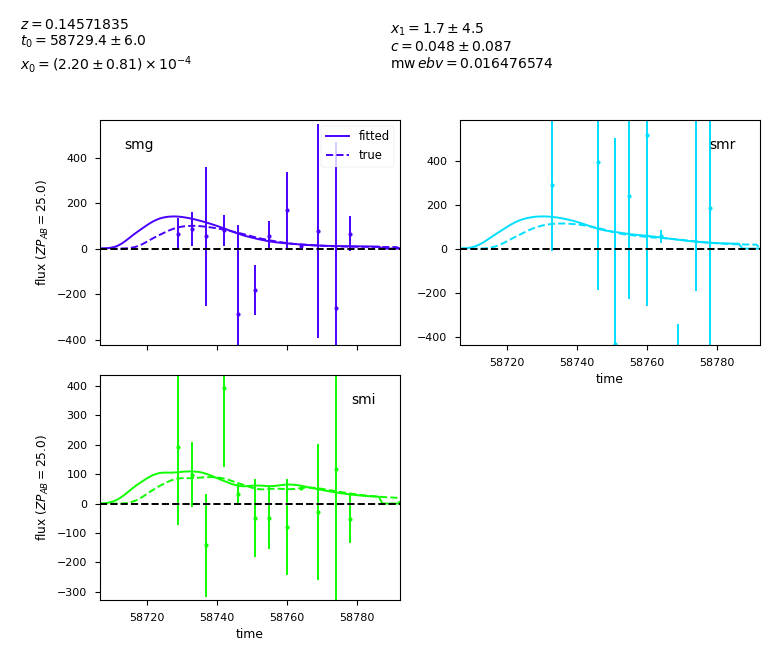 z = 0.14571835
t₀ = 58729.4 ± 6.0
x₀ = (2.20 ± 0.81) × 10⁻⁴
x₁ = 1.7 ± 4.5
c = 0.048 ± 0.087
mw ebv = 0.016476574
smg
fitted
true
400
200
0
−200
−400
flux (ZP_AB = 25.0)
smr
400
200
0
−200
−400
58720 58740 58760 58780
time
smi
400
300
200
100
0
−100
−200
−300
flux (ZP_AB = 25.0)
58720 58740 58760 58780
time